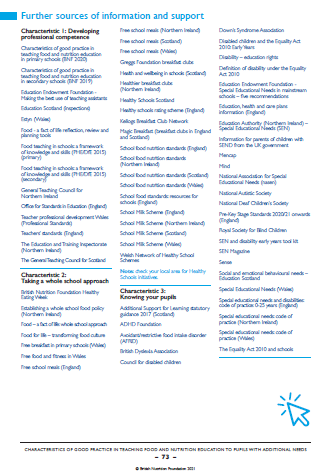 Further sources of information and support
Characteristic 1: Developing
professional competence
Characteristics of good practice in
teaching food and nutrition education
in primary schools (BNF 2020)
Characteristics of good practice in
teaching food and nutrition education
in secondary schools (BNF 2019)
Education Endowment Foundation -
Making the best use of teaching assistants
Education Scotland (Inspections)
Estyn (Wales)
Food - a fact of life reflection, review and
planning tools
Food teaching in schools: a framework
of knowledge and skills (PHE/DfE 2015)
(primary)
Food teaching in schools: a framework
of knowledge and skills (PHE/DfE 2015)
(secondary)
General Teaching Council for
Northern Ireland
Office for Standards in Education (England)
Teacher professional development Wales
(Professional Standards)
Teachers' standards (England)
The Education and Training Inspectorate
(Northern Ireland)
The General Teaching Council for Scotland
Characteristic 2:
Taking a whole school approach
British Nutrition Foundation Healthy
Eating Week
Establishing a whole school food policy
(Northern Ireland)
Food – a fact of life whole school approach
Food for life – transforming food culture
Free breakfast in primary schools (Wales)
Free food and fitness in Wales
Free school meals (England)
Free school meals (Northern Ireland)
Free school meals (Scotland)
Free school meals (Wales)
Greggs Foundation breakfast clubs
Health and wellbeing in schools (Scotland)
Healthier breakfast clubs
(Northern Ireland)
Healthy Schools Scotland
Healthy schools rating scheme (England)
Kelloggs Breakfast Club Network
Magic Breakfast (breakfast clubs in England
and Scotland)
School food nutrition standards (England)
School food nutrition standards
(Northern Ireland)
School food nutrition standards (Scotland)
School food nutrition standards (Wales)
School food standards: resources for
schools (England)
School Milk Scheme (England)
School Milk Scheme (Northern Ireland)
School Milk Scheme (Scotland)
School Milk Scheme (Wales)
Welsh Network of Healthy School
Schemes
Note: check your local area for Healthy
Schools initiatives.
Characteristic 3:
Knowing your pupils
Additional Support for Learning: statutory
guidance 2017 (Scotland)
ADHD Foundation
Avoidant/restrictive food intake disorder
(AFRID)
British Dyslexia Association
Council for disabled children
Down's Syndrome Association
Disabled children and the Equality Act
2010: Early Years
Disability – education rights
Definition of disability under the Equality
Act 2010
Education Endowment Foundation -
Special Educational Needs in mainstream
schools – five recommendations
Education, health and care plans
information (England)
Education Authority (Northern Ireland) –
Special Educational Needs (SEN)
Information for parents of children with
SEND from the UK government
Mencap
Mind
National Association for Special
Educational Needs (nasen)
National Autistic Society
National Deaf Children's Society
Pre-Key Stage Standards 2020/21 onwards
(England)
Royal Society for Blind Children
SEN and disability early years tool kit
SEN Magazine
Sense
Social and emotional behavioural needs –
Education Scotland
Special Educational Needs (Wales)
Special educational needs and disabilities:
code of practice: 0-25 years (England)
Special educational needs: code of
practice (Northern Ireland)
Special educational needs: code of
practice (Wales)
The Equality Act 2010 and schools
CHARACTERISTICS OF GOOD PRACTICE IN TEACHING FOOD AND NUTRITION EDUCATION TO PUPILS WITH ADDITIONAL NEEDS
– 73 –
© British Nutrition Foundation 2021